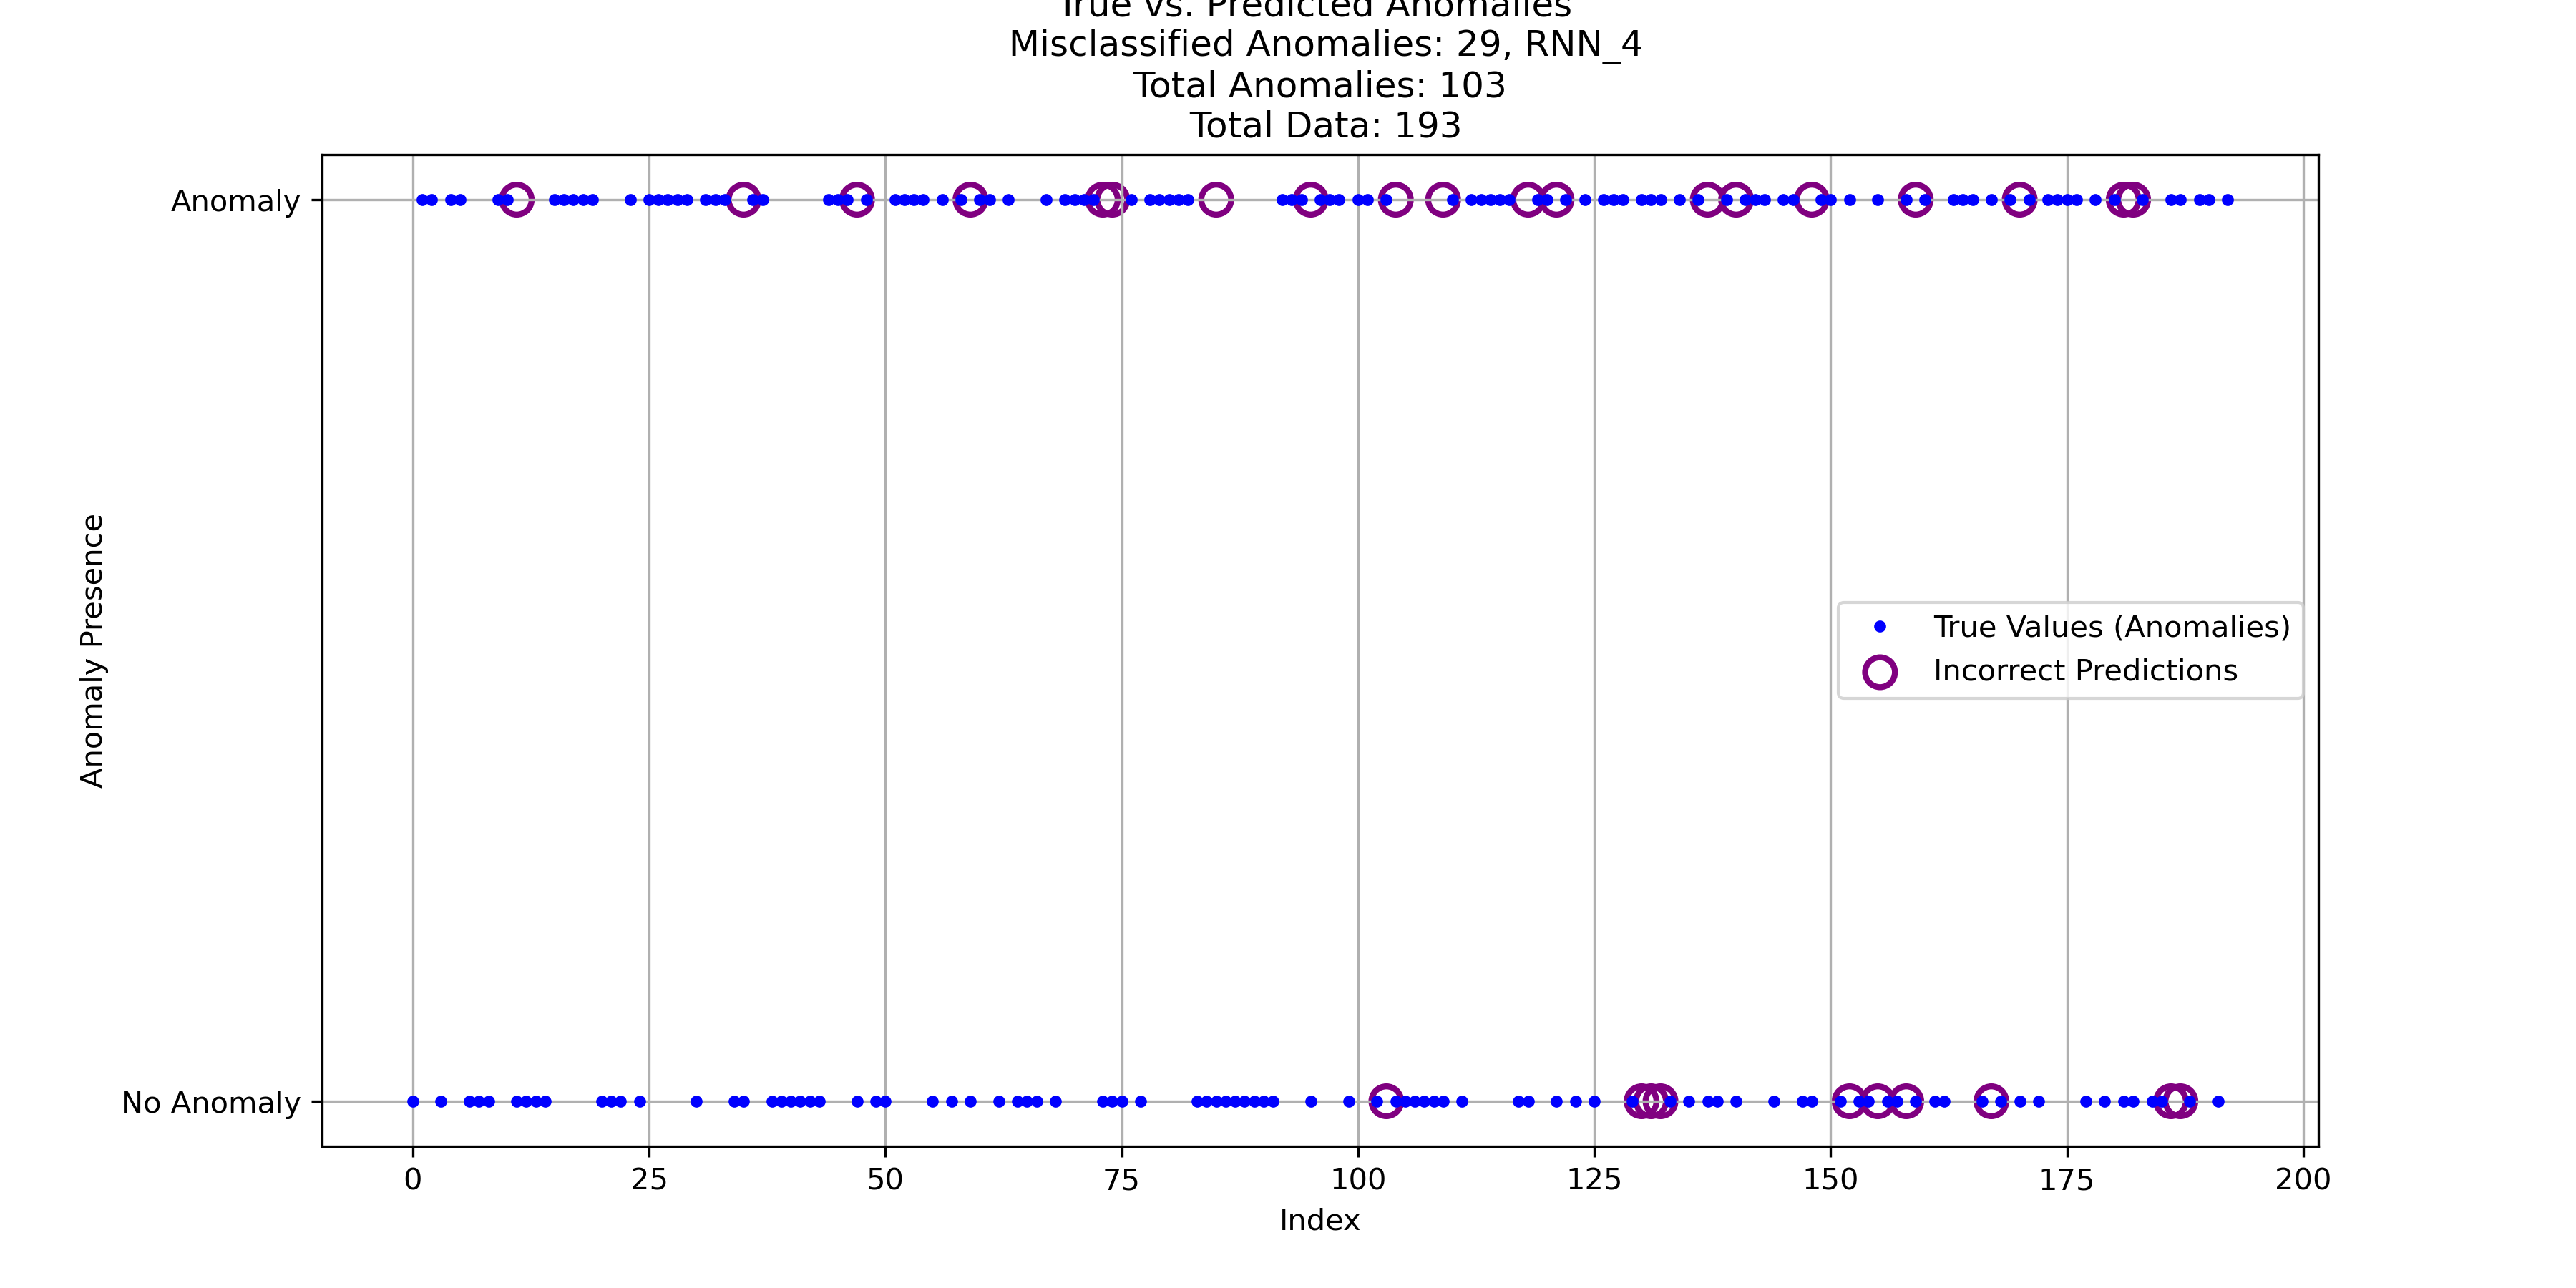 True vs. Predicted Anomalies
Misclassified Anomalies: 29, RNN_4
Total Anomalies: 103
Total Data: 193
Anomaly
Anomaly Presence
True Values (Anomalies)
Incorrect Predictions
No Anomaly
0 25 50 75 100 125 150 175 200
Index